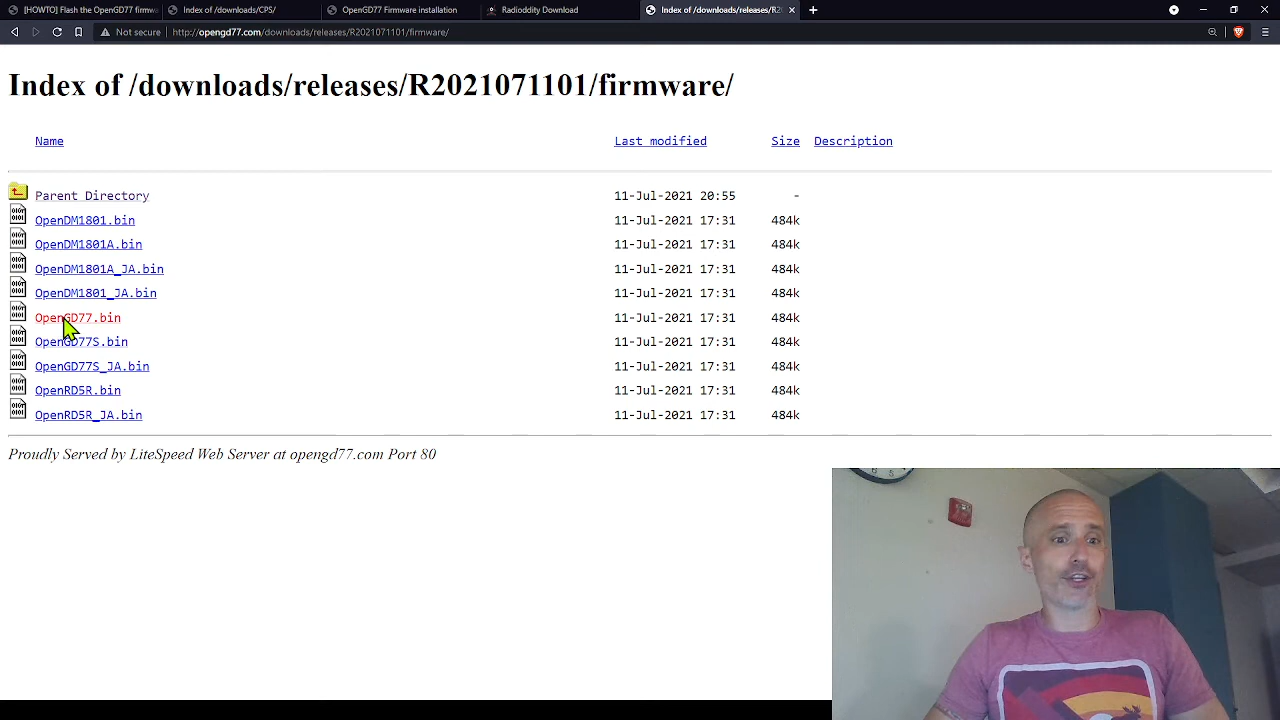 [HOWTO] Flash the OpenGD77 firmw
Index of /downloads/CPS/
OpenGD77 Firmware installation
Radioddity Download
Index of /downloads/releases/R20
Not secure
http://opengd77.com/downloads/releases/R2021071101/firmware/
Index of /downloads/releases/R2021071101/firmware/
Name Last modified Size Description
Parent Directory 11-Jul-2021 20:55 -
OpenDM1801.bin 11-Jul-2021 17:31 484k
OpenDM1801A.bin 11-Jul-2021 17:31 484k
OpenDM1801A_JA.bin 11-Jul-2021 17:31 484k
OpenDM1801_JA.bin 11-Jul-2021 17:31 484k
OpenGD77.bin 11-Jul-2021 17:31 484k
OpenGD77S.bin 11-Jul-2021 17:31 484k
OpenGD77S_JA.bin 11-Jul-2021 17:31 484k
OpenRD5R.bin 11-Jul-2021 17:31 484k
OpenRD5R_JA.bin 11-Jul-2021 17:31 484k
Proudly Served by LiteSpeed Web Server at opengd77.com Port 80